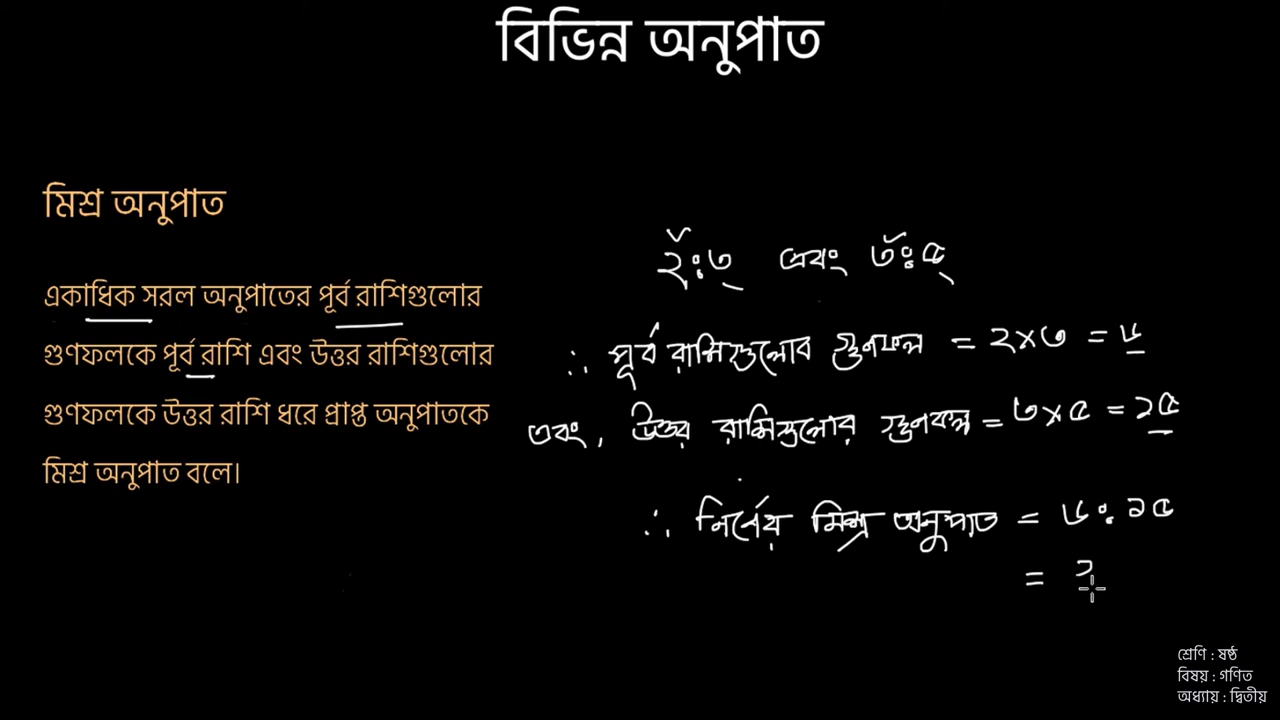 বিভিন্ন অনুপাত
মিশ্র অনুপাত
একাধিক সরল অনুপাতের পূর্ব রাশিগুলোর
গুণফলকে পূর্ব রাশি এবং উত্তর রাশিগুলোর
গুণফলকে উত্তর রাশি ধরে প্রাপ্ত অনুপাতকে
মিশ্র অনুপাত বলে।
২:৩ এবং ৩:৫
∴ পূর্ব রাশিগুলোর গুণফল = ২×৩ = ৬
এবং, উত্তর রাশিগুলোর গুণফল = ৩×৫ = ১৫
∴ নির্ণেয় মিশ্র অনুপাত = ৬:১৫
= ২
শ্রেণি : ষষ্ঠ
বিষয় : গণিত
অধ্যায় : দ্বিতীয়